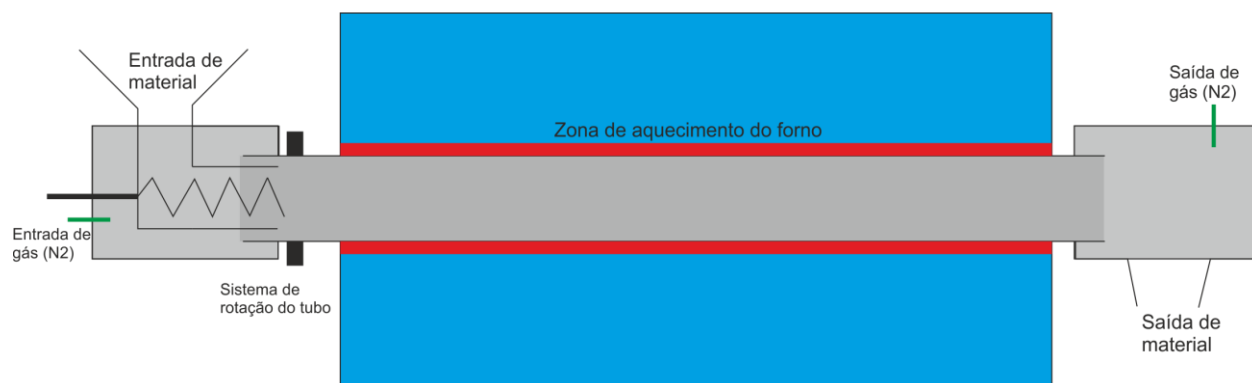 Entrada de
material
Saída de
gás (N2)
Zona de aquecimento do forno
Entrada de
gás (N2)
Sistema de
rotação do tubo
Saída de
material